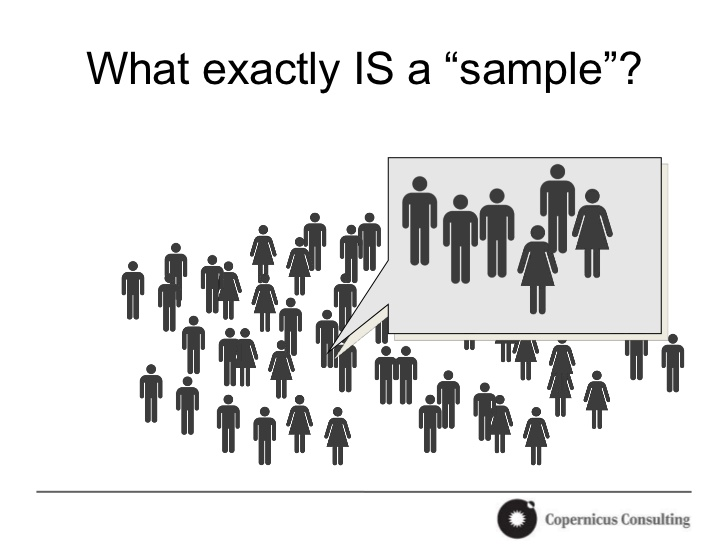 What exactly IS a “sample”?
Copernicus Consulting